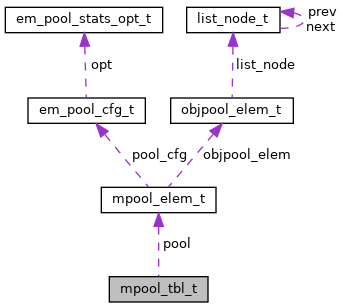 em_pool_stats_opt_t
list_node_t
prev
next
opt
list_node
em_pool_cfg_t
objpool_elem_t
pool_cfg
objpool_elem
mpool_elem_t
pool
mpool_tbl_t